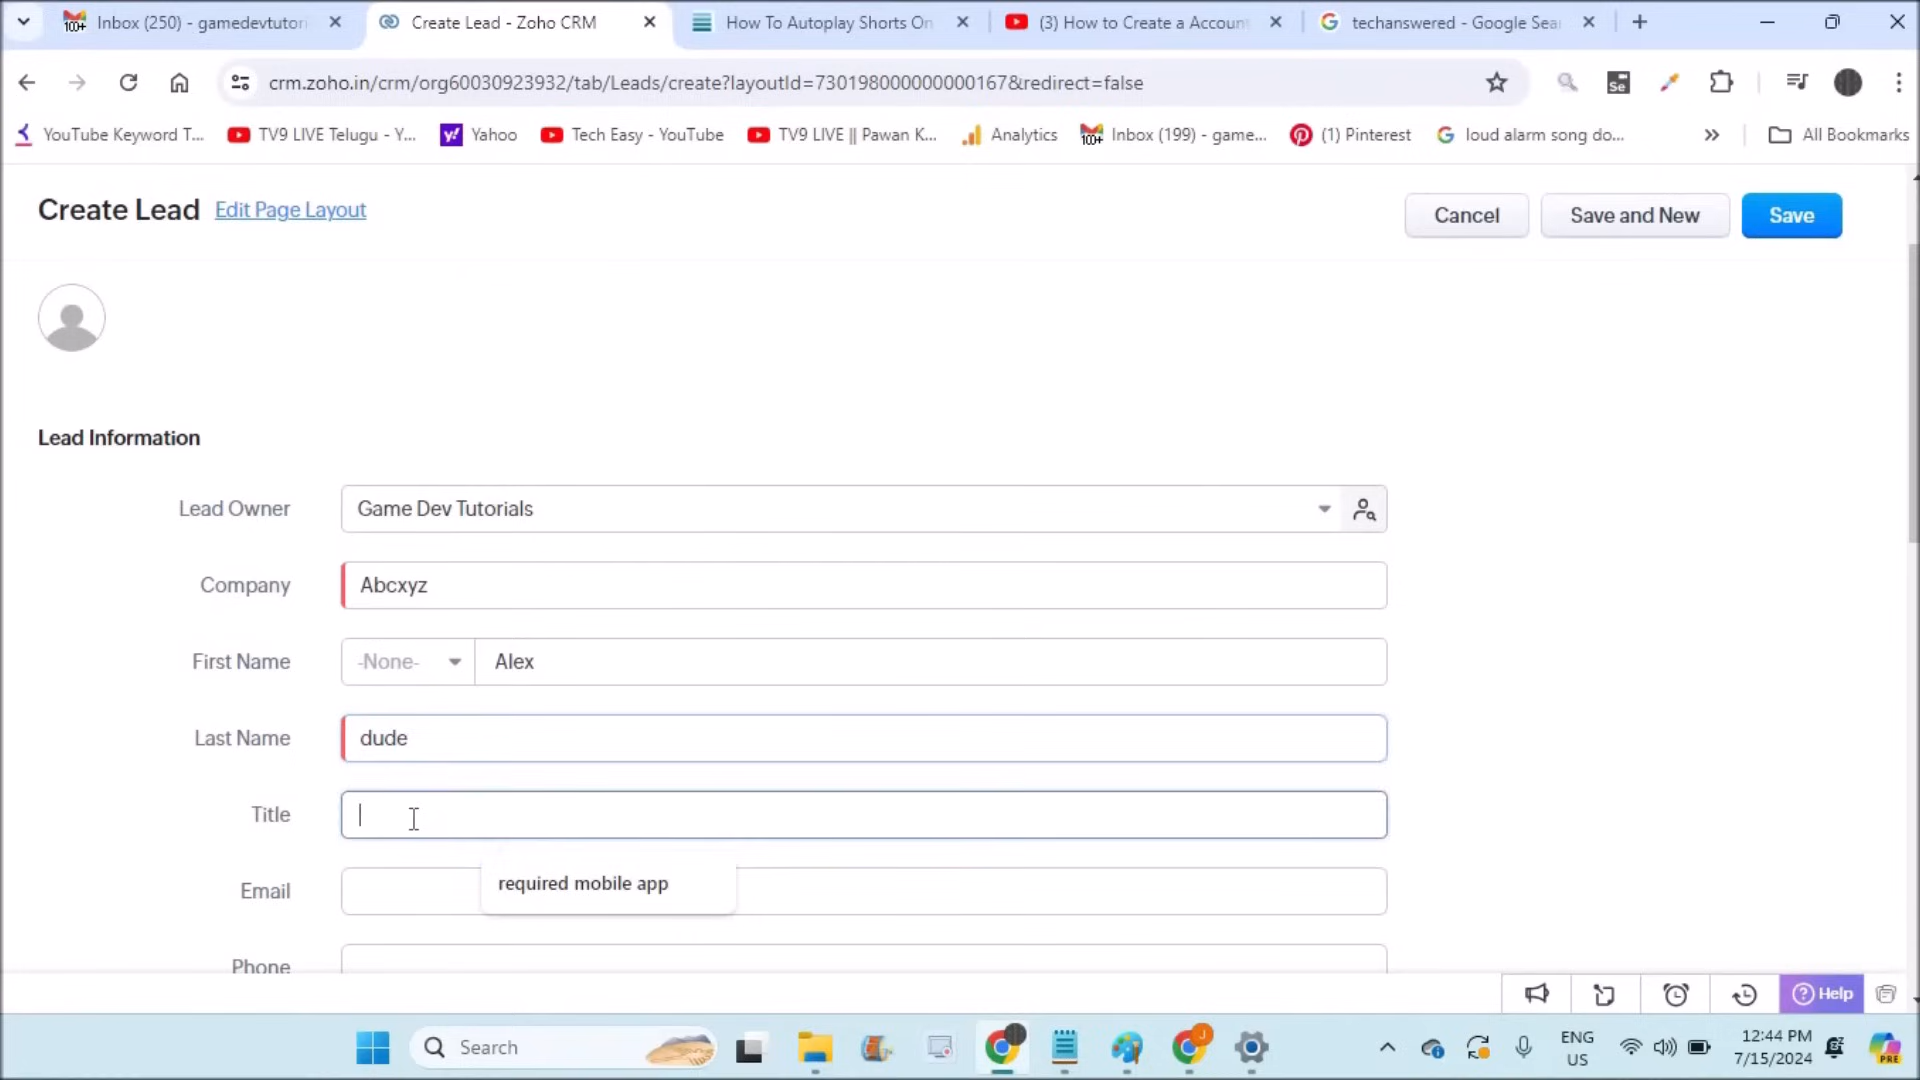 Inbox (250) - gamedevtutori
Create Lead - Zoho CRM
How To Autoplay Shorts On
(3) How to Create a Account
techanswered - Google Sea
crm.zoho.in/crm/org60030923932/tab/Leads/create?layoutId=730198000000000167&redirect=false
YouTube Keyword T...
TV9 LIVE Telugu - Y...
Yahoo
Tech Easy - YouTube
TV9 LIVE || Pawan K...
Analytics
Inbox (199) - game...
(1) Pinterest
loud alarm song do...
All Bookmarks
Create Lead
Edit Page Layout
Cancel
Save and New
Save
Lead Information
Lead Owner
Game Dev Tutorials
Company
Abcxyz
First Name
-None-
Alex
Last Name
dude
Title
required mobile app
Email
Phone
Help
Search
ENG
US
12:44 PM
7/15/2024